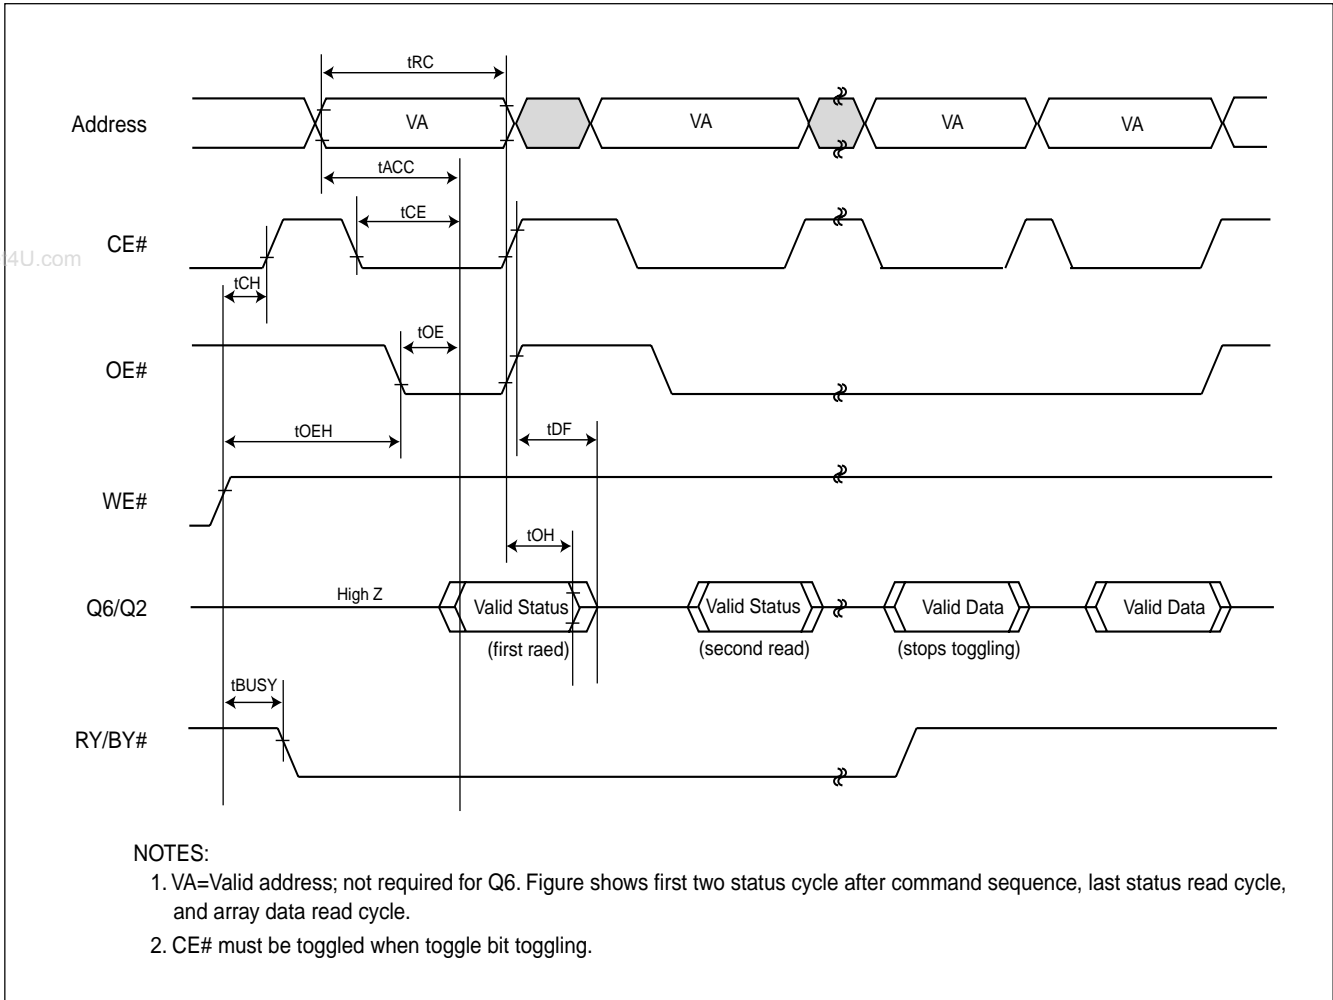 tRC
Address
VA
VA
VA
VA
tACC
tCE
CE#
t4U.com
tCH
tOE
OE#
tOEH
tDF
WE#
tOH
Q6/Q2
High Z
Valid Status
Valid Status
Valid Data
Valid Data
(first raed)
(second read)
(stops toggling)
tBUSY
RY/BY#
NOTES:
1. VA=Valid address; not required for Q6. Figure shows first two status cycle after command sequence, last status read cycle,
and array data read cycle.
2. CE# must be toggled when toggle bit toggling.